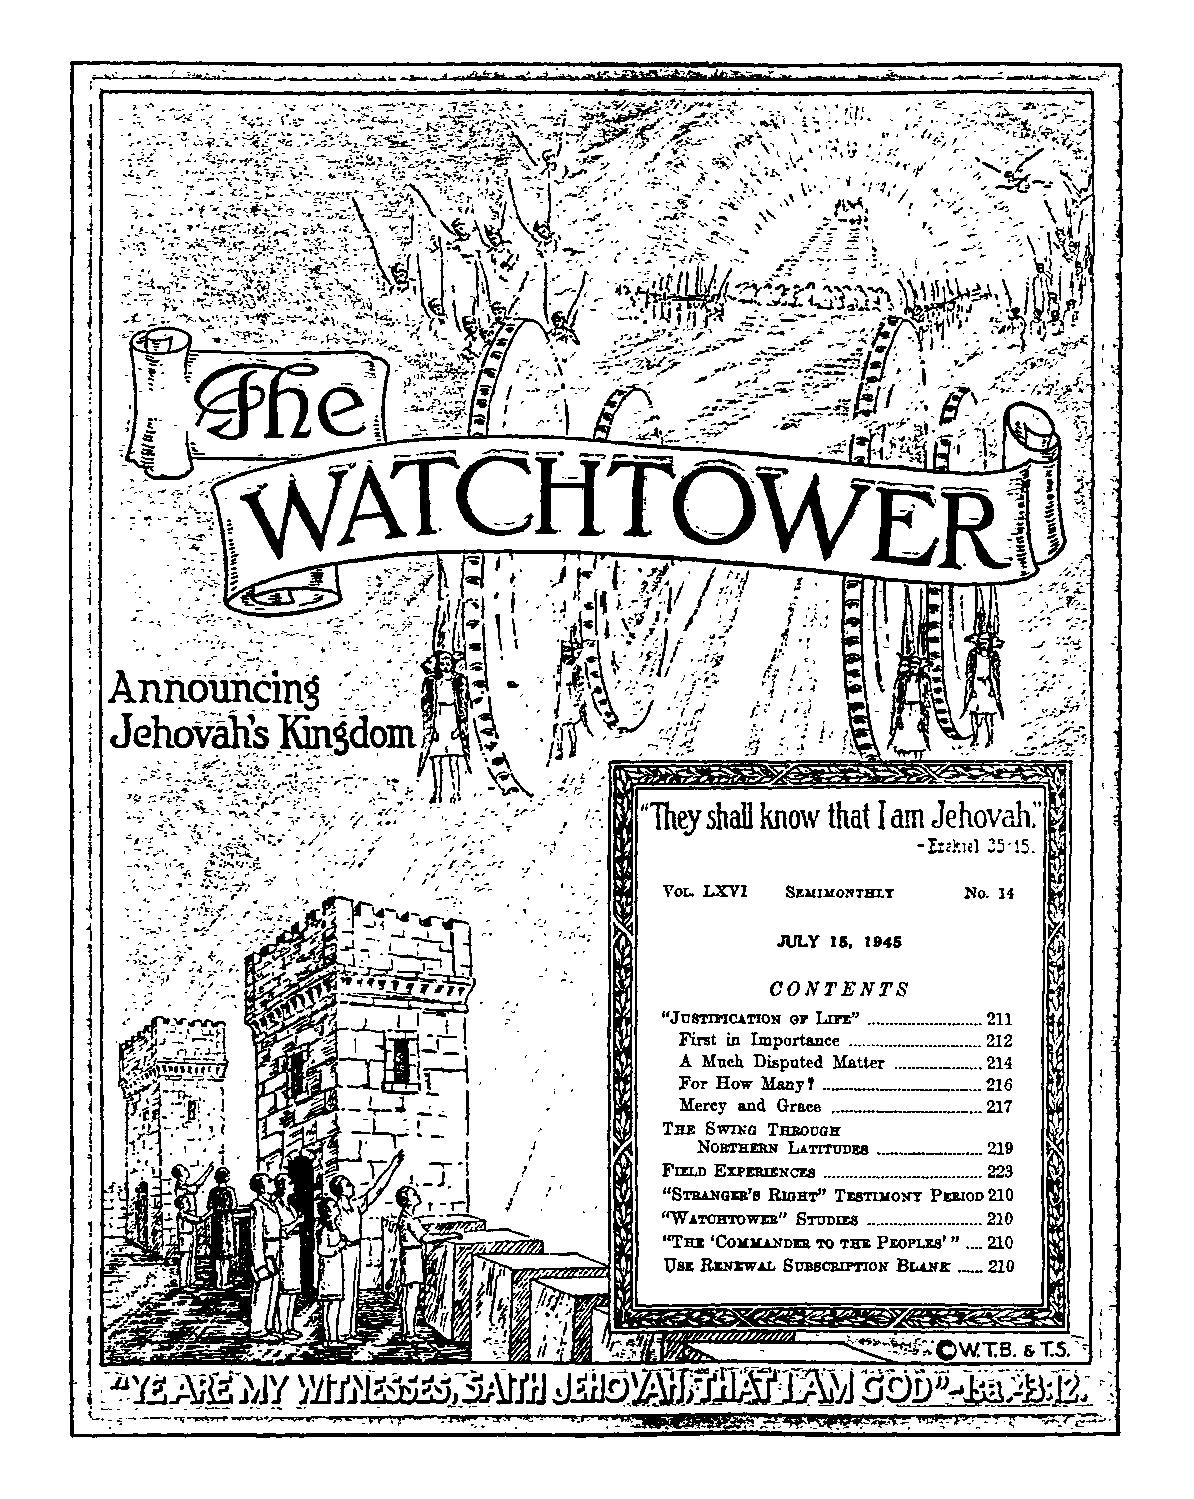 The
WATCHTOWER
Announcing
Jehovah's Kingdom
"They shall know that I am Jehovah."
-Ezekiel 35:15.
VOL. LXVI SEMIMONTHLY No. 14
JULY 15, 1945
CONTENTS
"JUSTIFICATION OF LIFE" ........................ 211
First in Importance ............................ 212
A Much Disputed Matter .................. 214
For How Many? .................................. 216
Mercy and Grace ................................ 217
THE SWING THROUGH
NORTHERN LATITUDES ...................... 219
FIELD EXPERIENCES .................................. 223
"STRANGER'S RIGHT" TESTIMONY PERIOD 210
"WATCHTOWER" STUDIES ........................ 210
"THE 'COMMANDER TO THE PEOPLES' " .... 210
USE RENEWAL SUBSCRIPTION BLANK ...... 210
©W.T.B. & T.S.
"YE ARE MY WITNESSES, SAITH JEHOVAH, THAT I AM GOD"-Isa. 43:12.